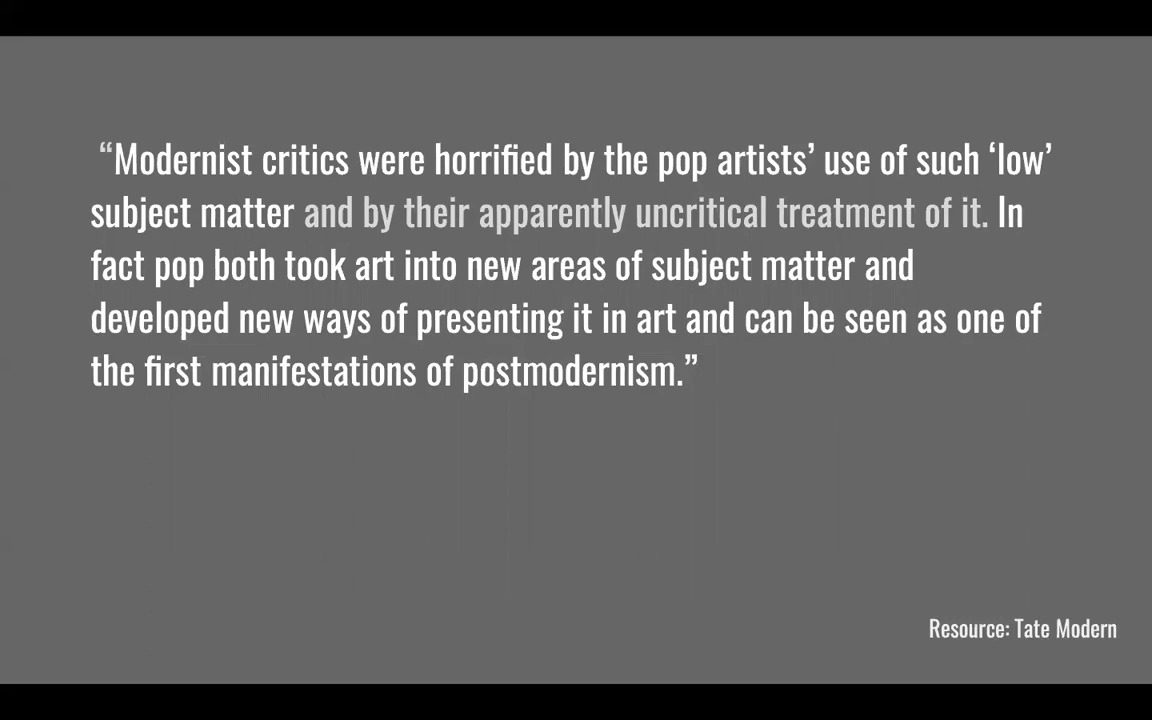 “Modernist critics were horrified by the pop artists’ use of such ‘low’
subject matter and by their apparently uncritical treatment of it. In
fact pop both took art into new areas of subject matter and
developed new ways of presenting it in art and can be seen as one of
the first manifestations of postmodernism.”
Resource: Tate Modern